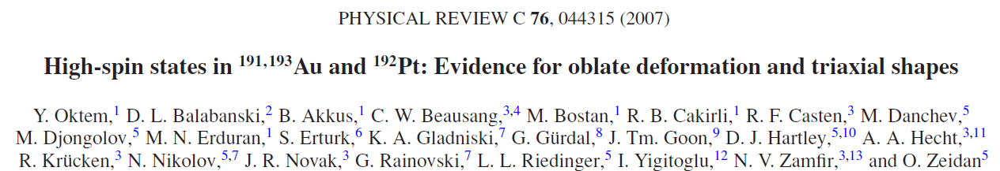 PHYSICAL REVIEW C 76, 044315 (2007)
High-spin states in 191,193Au and 192Pt: Evidence for oblate deformation and triaxial shapes
Y. Oktem,1 D. L. Balabanski,2 B. Akkus,1 C. W. Beausang,3,4 M. Bostan,1 R. B. Cakirli,1 R. F. Casten,3 M. Danchev,5
M. Djongolov,5 M. N. Erduran,1 S. Erturk,6 K. A. Gladniski,7 G. Gürdal,8 J. Tm. Goon,9 D. J. Hartley,5,10 A. A. Hecht,3,11
R. Krücken,3 N. Nikolov,5,7 J. R. Novak,3 G. Rainovski,7 L. L. Riedinger,5 I. Yigitoglu,12 N. V. Zamfir,3,13 and O. Zeidan5